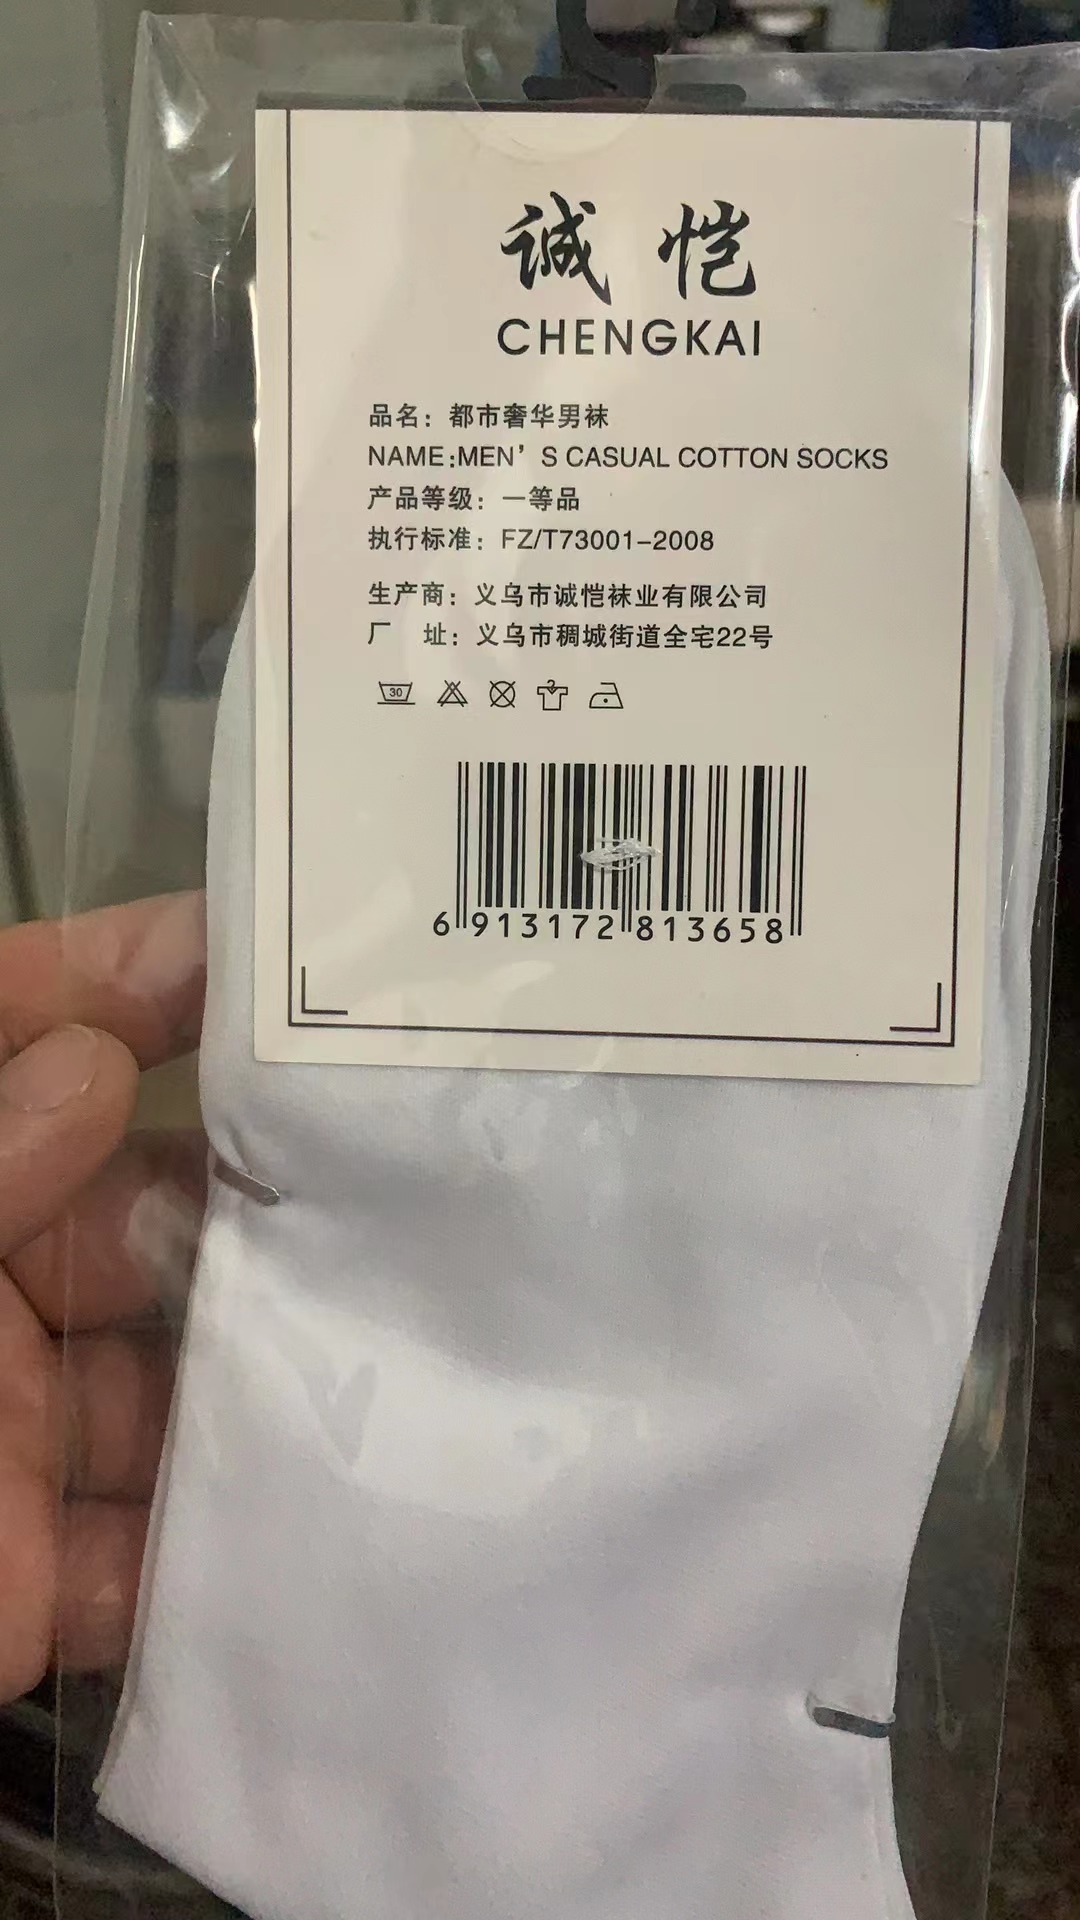 诚恺
CHENGKAI
品名：都市奢华男袜
NAME:MEN'S CASUAL COTTON SOCKS
产品等级：一等品
执行标准：FZ/T73001-2008
生产商：义乌市诚恺袜业有限公司
厂 址：义乌市稠城街道全宅22号
30
6 913172 813658